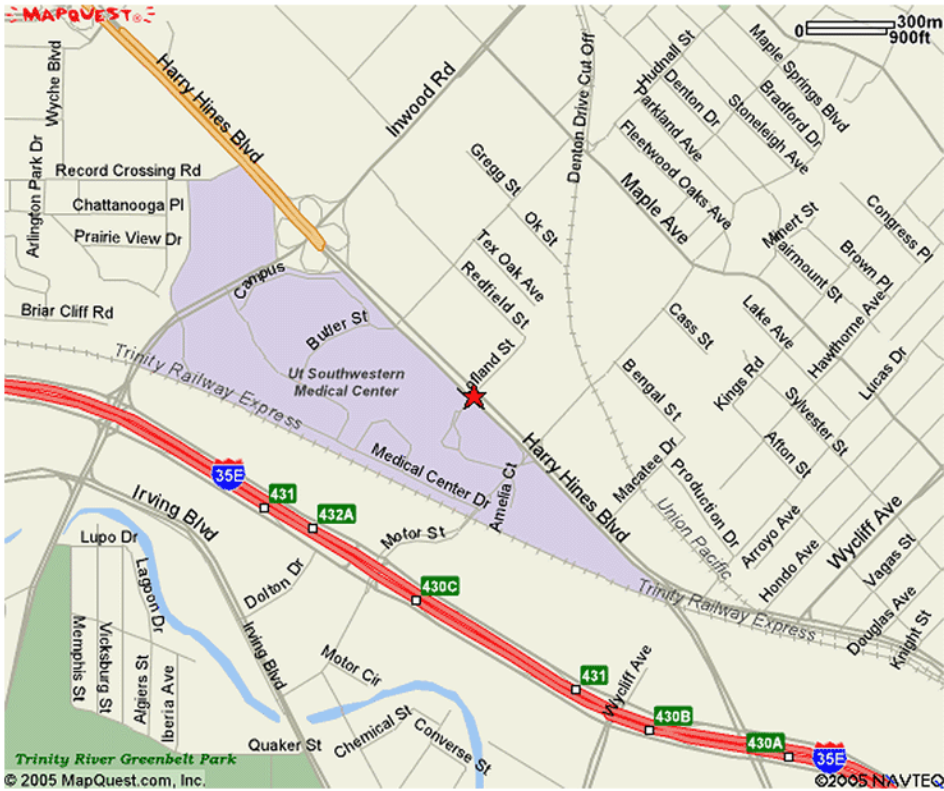 MAPQUEST®
0
300m
900ft
Wyche Blvd
Harry Hines Blvd
Inwood Rd
Denton Drive Cut Off
Hudnall St
Maple Springs Blvd
Denton Dr
Bradford Dr
Parkland Ave
Stoneleigh Ave
Fleetwood Oaks Ave
Arlington Park Dr
Record Crossing Rd
Chattanooga Pl
Prairie View Dr
Gregg St
Ok St
Maple Ave
Congress Pl
Tex Oak Ave
Redfield St
Brown Pl
Campus
Butler St
Briar Cliff Rd
Cass St
Lake Ave
Hawthorne Ave
Lucas Dr
Trinity Railway Express
Ut Southwestern
Medical Center
Bengal St
Kings Rd
Sylvester St
Afton St
35E
431
432A
Medical Center Dr
Amelia Ct
Harry Hines Blvd
Macatee Dr
Production Dr
Union Pacific
Arroyo Ave
Hondo Ave
Wycliff Ave
Vagas St
Irving Blvd
Motor St
Lupo Dr
Dolton Dr
430C
Trinity Railway Express
Douglas Ave
Knight St
Lagoon Dr
Memphis St
Vicksburg St
Algiers St
Iberia Ave
Irving Blvd
Motor Cir
431
Wycliff Ave
430B
430A
35E
Chemical St
Converse St
Quaker St
Trinity River Greenbelt Park
© 2005 MapQuest.com, Inc.
©2005 NAVTEQ